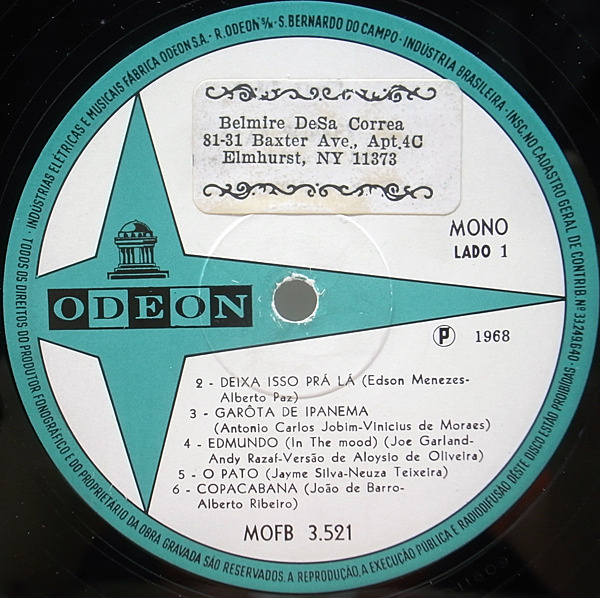 TODOS OS DIREITOS DO PRODUTOR FONOGRÁFICO E DO PROPRIETÁRIO DA OBRA GRAVADA SÃO RESERVADOS. A REPRODUÇÃO, A EXECUÇÃO PÚBLICA E RADIODIFUSÃO DÊSTE DISCO ESTÃO PROIBIDAS
INDÚSTRIAS ELÉTRICAS E MUSICAIS FÁBRICA ODEON S.A. - R. ODEON S/N - S. BERNARDO DO CAMPO - INDÚSTRIA BRASILEIRA - INSC. NO CADASTRO GERAL DE CONTRIB. Nº 33.249.640
Belmire DeSa Correa
81-31 Baxter Ave., Apt.4C
Elmhurst, NY 11373
MONO
LADO 1
ODEON
P 1968
2 - DEIXA ISSO PRÁ LÁ (Edson Menezes-
Alberto Paz)
3 - GARÔTA DE IPANEMA
(Antonio Carlos Jobim-Vinicius de Moraes)
4 - EDMUNDO (In The mood) (Joe Garland-
Andy Razaf-Versão de Aloysio de Oliveira)
5 - O PATO (Jayme Silva-Neuza Teixeira)
6 - COPACABANA (João de Barro-
Alberto Ribeiro)
MOFB 3.521